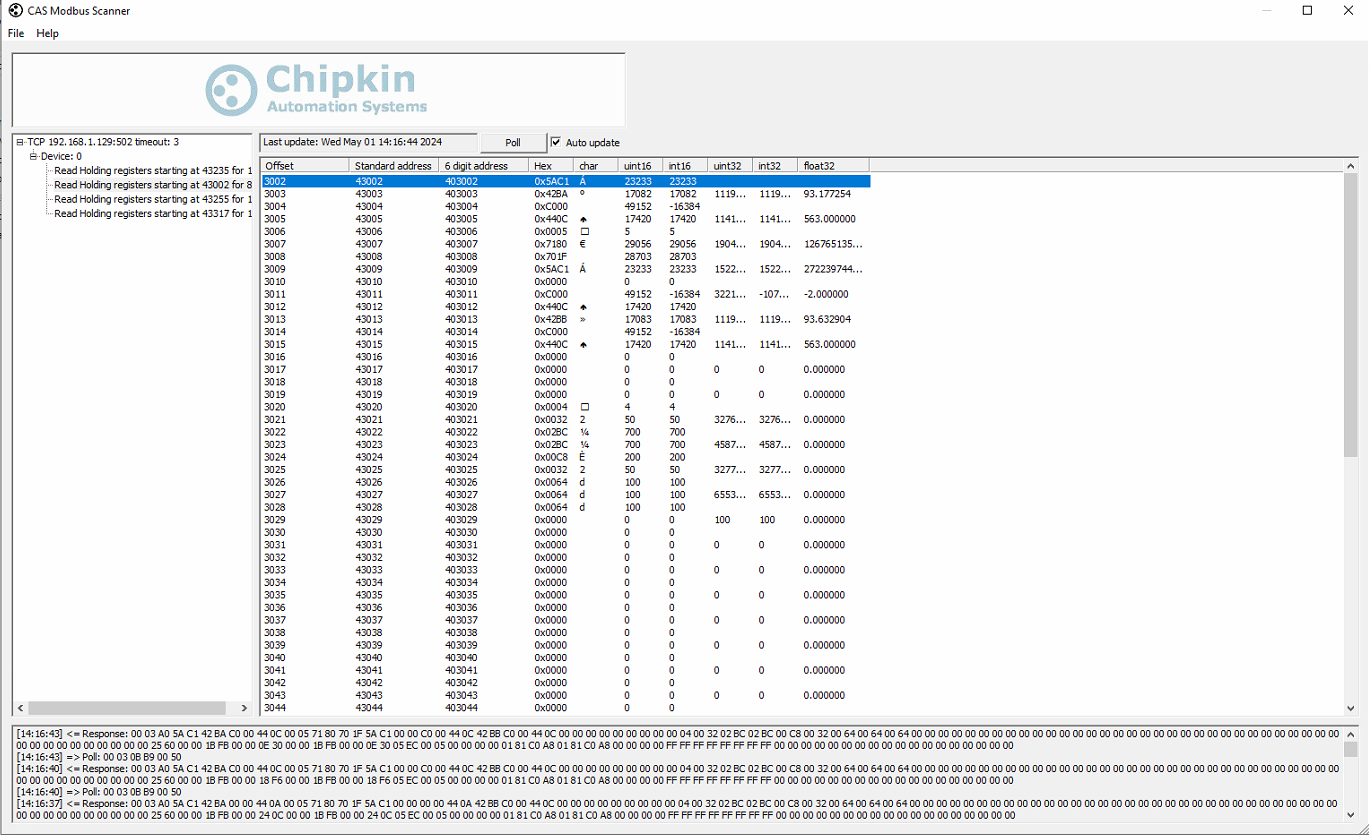 CAS Modbus Scanner
File Help
Chipkin
Automation Systems
TCP 192.168.1.129:502 timeout: 3
Device: 0
Read Holding registers starting at 43235 for 1
Read Holding registers starting at 43002 for 8
Read Holding registers starting at 43255 for 1
Read Holding registers starting at 43317 for 1
Last update: Wed May 01 14:16:44 2024 Poll Auto update
Offset Standard address 6 digit address Hex char uint16 int16 uint32 int32 float32
3002 43002 403002 0x5AC1 Á 23233 23233
3003 43003 403003 0x42BA º 17082 17082 1119... 1119... 93.177254
3004 43004 403004 0xC000 49152 -16384
3005 43005 403005 0x440C ♠ 17420 17420 1141... 1141... 563.000000
3006 43006 403006 0x0005 □ 5 5
3007 43007 403007 0x7180 € 29056 29056 1904... 1904... 126765135...
3008 43008 403008 0x701F 28703 28703
3009 43009 403009 0x5AC1 Á 23233 23233 1522... 1522... 272239744...
3010 43010 403010 0x0000 0 0
3011 43011 403011 0xC000 49152 -16384 3221... -107... -2.000000
3012 43012 403012 0x440C ♠ 17420 17420
3013 43013 403013 0x42BB » 17083 17083 1119... 1119... 93.632904
3014 43014 403014 0xC000 49152 -16384
3015 43015 403015 0x440C ♠ 17420 17420 1141... 1141... 563.000000
3016 43016 403016 0x0000 0 0
3017 43017 403017 0x0000 0 0 0 0 0.000000
3018 43018 403018 0x0000 0 0
3019 43019 403019 0x0000 0 0 0 0 0.000000
3020 43020 403020 0x0004 □ 4 4
3021 43021 403021 0x0032 2 50 50 3276... 3276... 0.000000
3022 43022 403022 0x02BC ¼ 700 700
3023 43023 403023 0x02BC ¼ 700 700 4587... 4587... 0.000000
3024 43024 403024 0x00C8 È 200 200
3025 43025 403025 0x0032 2 50 50 3277... 3277... 0.000000
3026 43026 403026 0x0064 d 100 100
3027 43027 403027 0x0064 d 100 100 6553... 6553... 0.000000
3028 43028 403028 0x0064 d 100 100
3029 43029 403029 0x0000 0 0 100 100 0.000000
3030 43030 403030 0x0000 0 0
3031 43031 403031 0x0000 0 0 0 0 0.000000
3032 43032 403032 0x0000 0 0
3033 43033 403033 0x0000 0 0 0 0 0.000000
3034 43034 403034 0x0000 0 0
3035 43035 403035 0x0000 0 0 0 0 0.000000
3036 43036 403036 0x0000 0 0
3037 43037 403037 0x0000 0 0 0 0 0.000000
3038 43038 403038 0x0000 0 0
3039 43039 403039 0x0000 0 0 0 0 0.000000
3040 43040 403040 0x0000 0 0
3041 43041 403041 0x0000 0 0 0 0 0.000000
3042 43042 403042 0x0000 0 0
3043 43043 403043 0x0000 0 0 0 0 0.000000
3044 43044 403044 0x0000 0 0
[14:16:43] <= Response: 00 03 A0 5A C1 42 BA C0 00 44 0C 00 05 71 80 70 1F 5A C1 00 00 C0 00 44 0C 42 BB C0 00 44 0C 00 00 00 00 00 00 00 00 00 04 00 32 02 BC 02 BC 00 C8 00 32 00 64 00 64 00 64 00 00 00 00 00 00 00 00 00 00 00 00 00 00 00 00 00 00 00 00 00 00 00 00 00 00 00
00 00 00 00 00 00 00 00 00 00 25 60 00 00 1B FB 00 00 0E 30 00 00 1B FB 00 00 0E 30 05 EC 00 05 00 00 00 00 01 81 C0 A8 01 81 C0 A8 00 00 00 00 FF FF FF FF FF FF FF FF 00 00 00 00 00 00 00 00 00 00 00 00 00 00 00 00 00 00
[14:16:43] => Poll: 00 03 0B B9 00 50
[14:16:40] <= Response: 00 03 A0 5A C1 42 BA C0 00 44 0C 00 05 71 80 70 1F 5A C1 00 00 C0 00 44 0C 42 BB C0 00 44 0C 00 00 00 00 00 00 00 00 00 04 00 32 02 BC 02 BC 00 C8 00 32 00 64 00 64 00 64 00 00 00 00 00 00 00 00 00 00 00 00 00 00 00 00 00 00 00 00 00 00 00 00 00 00 00
00 00 00 00 00 00 00 00 00 00 25 60 00 00 1B FB 00 00 18 F6 00 00 1B FB 00 00 18 F6 05 EC 00 05 00 00 00 00 01 81 C0 A8 01 81 C0 A8 00 00 00 00 FF FF FF FF FF FF FF FF 00 00 00 00 00 00 00 00 00 00 00 00 00 00 00 00 00 00
[14:16:40] => Poll: 00 03 0B B9 00 50
[14:16:37] <= Response: 00 03 A0 5A C1 42 BA 00 00 44 0A 00 05 71 80 70 1F 5A C1 00 00 00 00 44 0A 42 BB C0 00 44 0C 00 00 00 00 00 00 00 00 00 04 00 32 02 BC 02 BC 00 C8 00 32 00 64 00 64 00 64 00 00 00 00 00 00 00 00 00 00 00 00 00 00 00 00 00 00 00 00 00 00 00 00 00 00 00
00 00 00 00 00 00 00 00 00 00 25 60 00 00 1B FB 00 00 24 0C 00 00 1B FB 00 00 24 0C 05 EC 00 05 00 00 00 00 01 81 C0 A8 01 81 C0 A8 00 00 00 00 FF FF FF FF FF FF FF FF 00 00 00 00 00 00 00 00 00 00 00 00 00 00 00 00 00 00